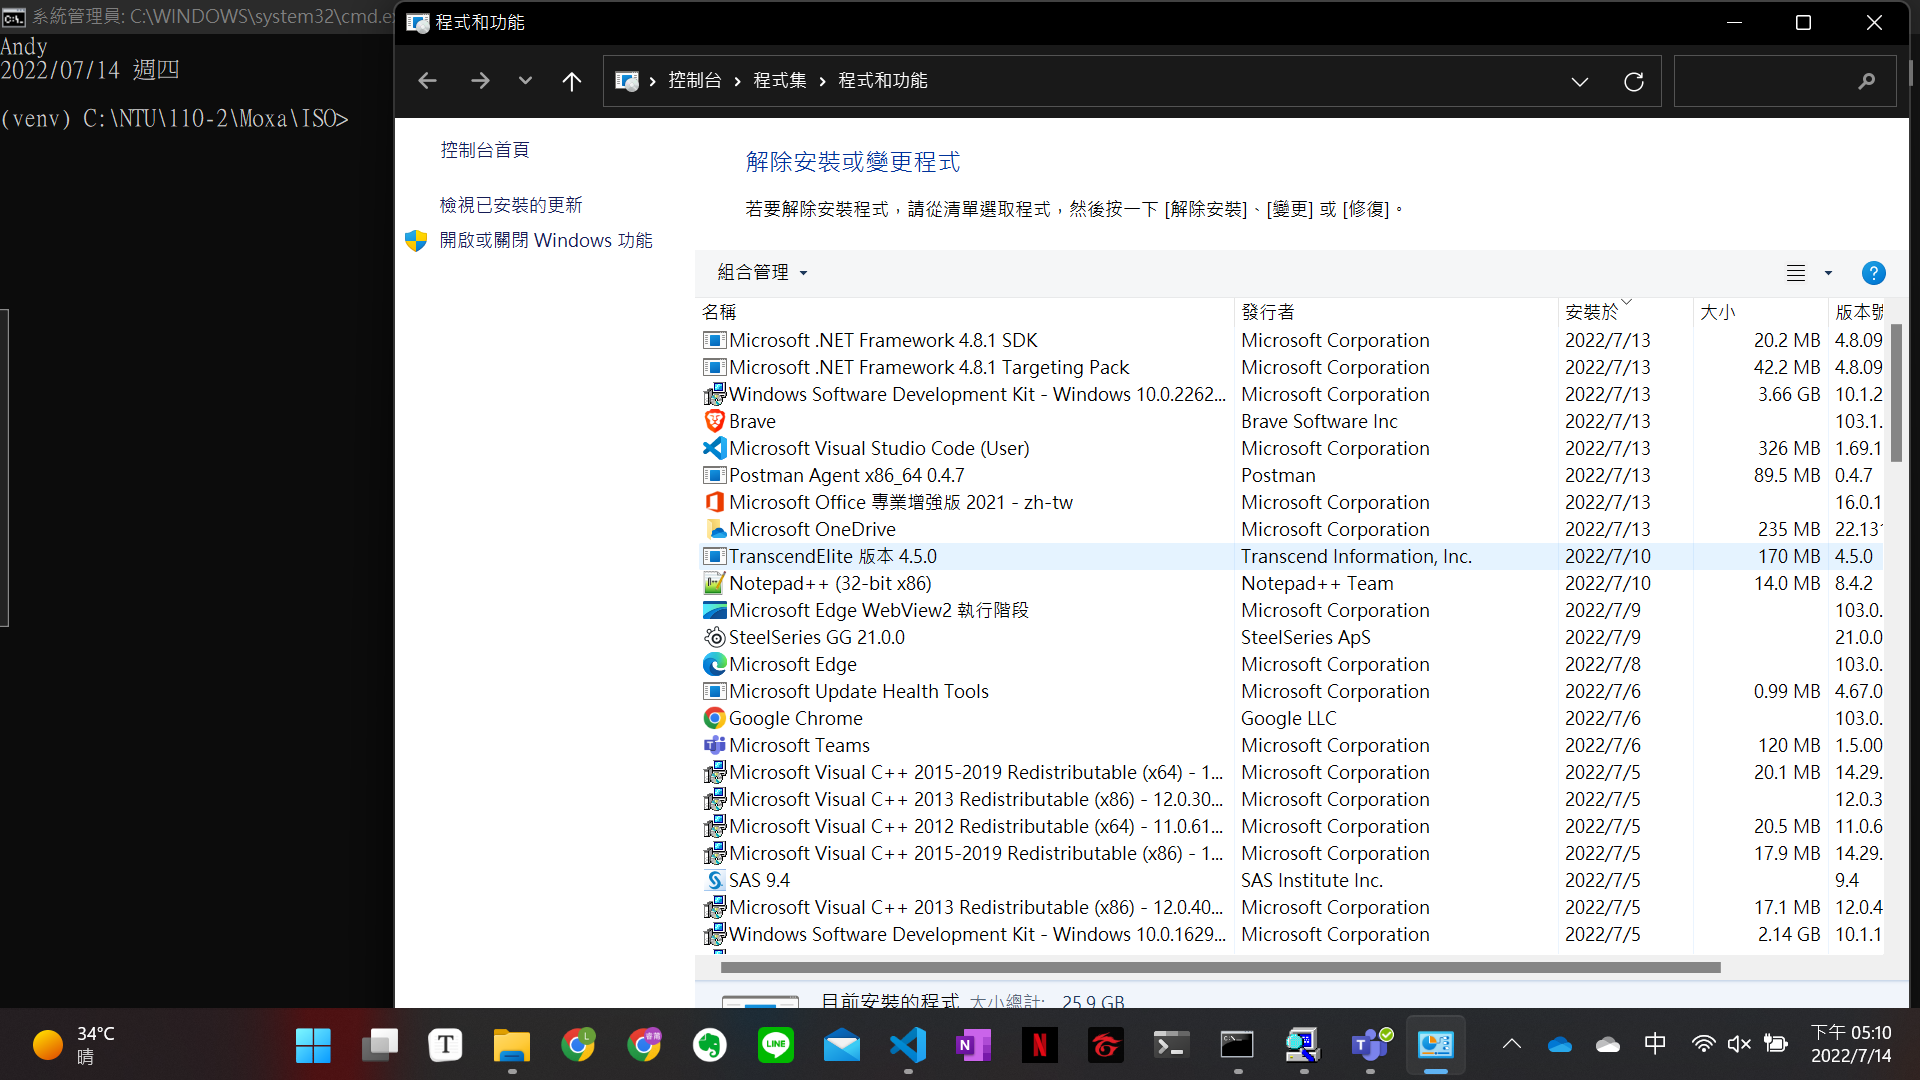 系統管理員: C:\WINDOWS\system32\cmd.e
Andy
2022/07/14 週四
(venv) C:\NTU\110-2\Moxa\ISO>
程式和功能
控制台 › 程式集 › 程式和功能
控制台首頁
檢視已安裝的更新
開啟或關閉 Windows 功能
解除安裝或變更程式
若要解除安裝程式，請從清單選取程式，然後按一下 [解除安裝]、[變更] 或 [修復]。
組合管理
名稱 發行者 安裝於 大小 版本號
Microsoft .NET Framework 4.8.1 SDK Microsoft Corporation 2022/7/13 20.2 MB 4.8.09
Microsoft .NET Framework 4.8.1 Targeting Pack Microsoft Corporation 2022/7/13 42.2 MB 4.8.09
Windows Software Development Kit - Windows 10.0.2262... Microsoft Corporation 2022/7/13 3.66 GB 10.1.2
Brave Brave Software Inc 2022/7/13 103.1.
Microsoft Visual Studio Code (User) Microsoft Corporation 2022/7/13 326 MB 1.69.1
Postman Agent x86_64 0.4.7 Postman 2022/7/13 89.5 MB 0.4.7
Microsoft Office 專業增強版 2021 - zh-tw Microsoft Corporation 2022/7/13 16.0.1
Microsoft OneDrive Microsoft Corporation 2022/7/13 235 MB 22.131
TranscendElite 版本 4.5.0 Transcend Information, Inc. 2022/7/10 170 MB 4.5.0
Notepad++ (32-bit x86) Notepad++ Team 2022/7/10 14.0 MB 8.4.2
Microsoft Edge WebView2 執行階段 Microsoft Corporation 2022/7/9 103.0.
SteelSeries GG 21.0.0 SteelSeries ApS 2022/7/9 21.0.0
Microsoft Edge Microsoft Corporation 2022/7/8 103.0.
Microsoft Update Health Tools Microsoft Corporation 2022/7/6 0.99 MB 4.67.0
Google Chrome Google LLC 2022/7/6 103.0.
Microsoft Teams Microsoft Corporation 2022/7/6 120 MB 1.5.00
Microsoft Visual C++ 2015-2019 Redistributable (x64) - 1... Microsoft Corporation 2022/7/5 20.1 MB 14.29.
Microsoft Visual C++ 2013 Redistributable (x86) - 12.0.30... Microsoft Corporation 2022/7/5 12.0.3
Microsoft Visual C++ 2012 Redistributable (x64) - 11.0.61... Microsoft Corporation 2022/7/5 20.5 MB 11.0.6
Microsoft Visual C++ 2015-2019 Redistributable (x86) - 1... Microsoft Corporation 2022/7/5 17.9 MB 14.29.
SAS 9.4 SAS Institute Inc. 2022/7/5 9.4
Microsoft Visual C++ 2013 Redistributable (x86) - 12.0.40... Microsoft Corporation 2022/7/5 17.1 MB 12.0.4
Windows Software Development Kit - Windows 10.0.1629... Microsoft Corporation 2022/7/5 2.14 GB 10.1.1
目前安裝的程式 大小總計: 25.9 GB
34°C
晴
LINE
中
下午 05:10
2022/7/14